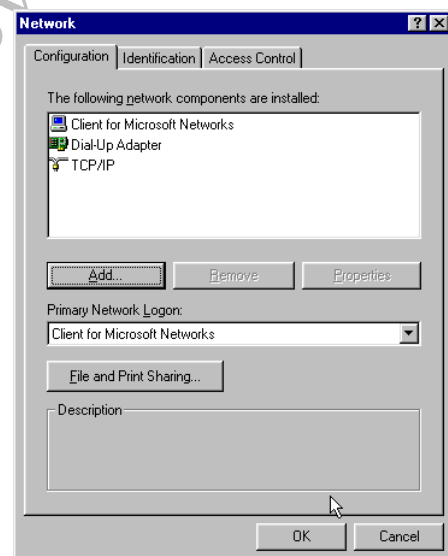 Network
Configuration Identification Access Control
The following network components are installed:
Client for Microsoft Networks
Dial-Up Adapter
TCP/IP
Add... Remove Properties
Primary Network Logon:
Client for Microsoft Networks
File and Print Sharing...
Description
OK Cancel